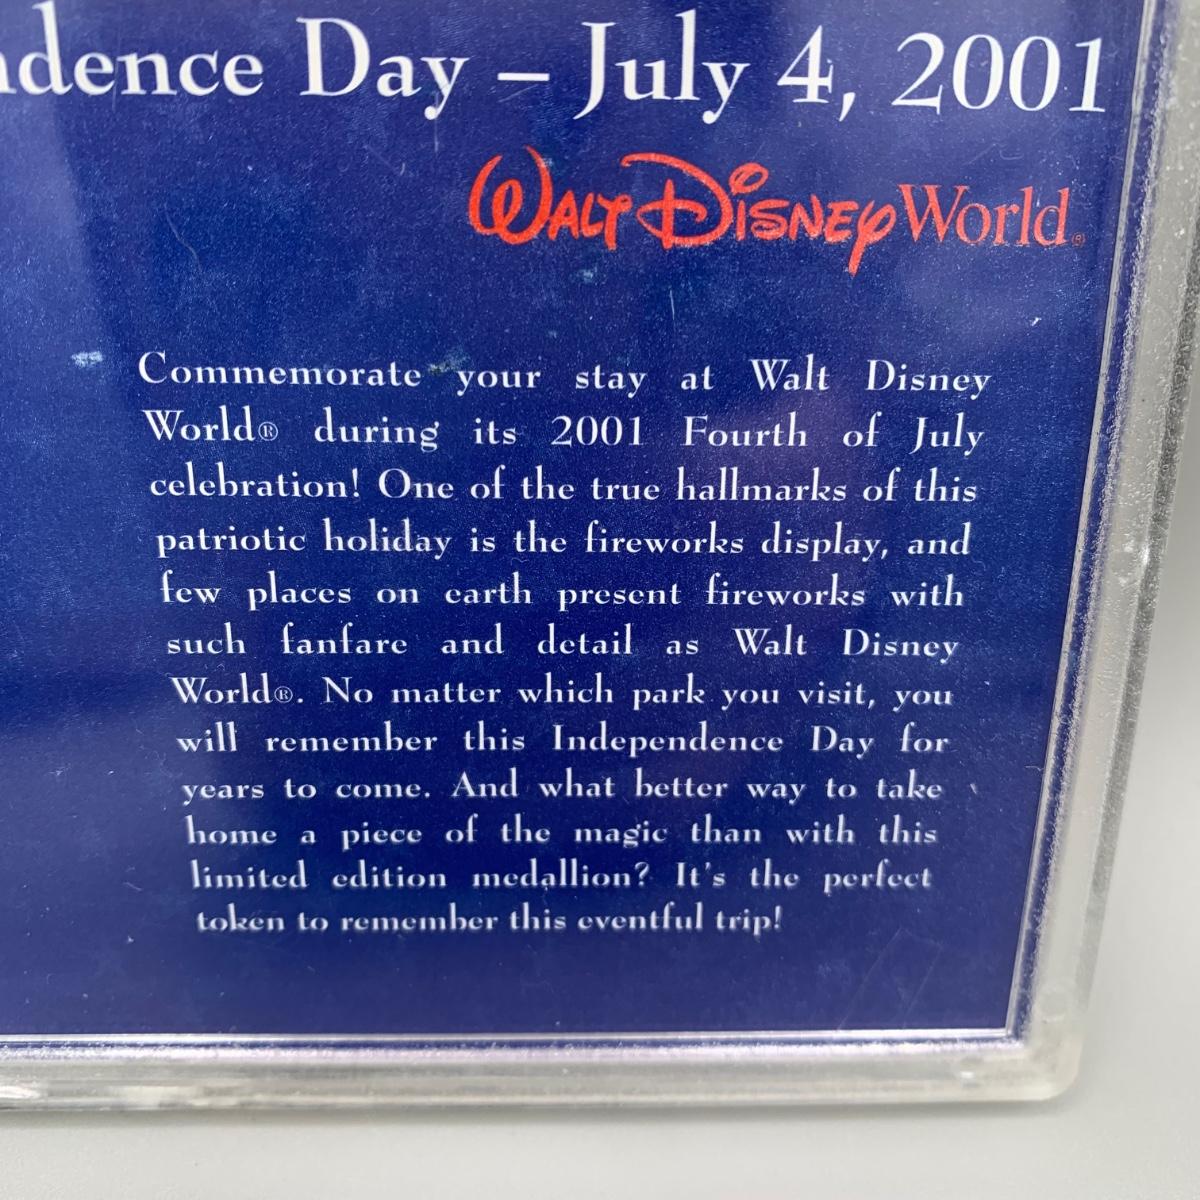 ndence Day – July 4, 2001
Walt Disney World®
Commemorate your stay at Walt Disney
World® during its 2001 Fourth of July
celebration! One of the true hallmarks of this
patriotic holiday is the fireworks display, and
few places on earth present fireworks with
such fanfare and detail as Walt Disney
World®. No matter which park you visit, you
will remember this Independence Day for
years to come. And what better way to take
home a piece of the magic than with this
limited edition medallion? It's the perfect
token to remember this eventful trip!